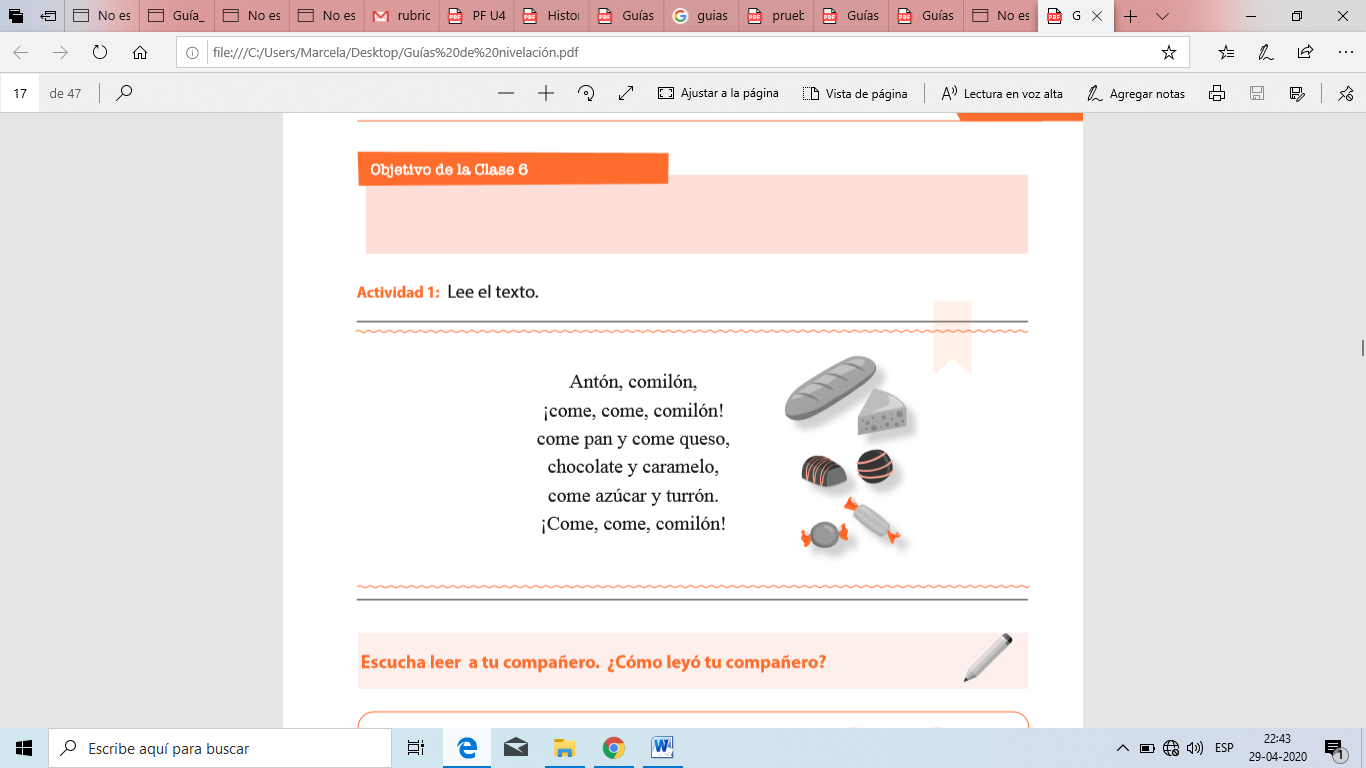 No es
Guía_
No es
No es
rubric
PF U4
Histor
Guías
guias
prueb
Guías
Guías
No es
G
file:///C:/Users/Marcela/Desktop/Guías%20de%20nivelación.pdf
17 de 47
Ajustar a la página
Vista de página
Lectura en voz alta
Agregar notas
Objetivo de la Clase 6
Actividad 1: Lee el texto.
Antón, comilón,
¡come, come, comilón!
come pan y come queso,
chocolate y caramelo,
come azúcar y turrón.
¡Come, come, comilón!
Escucha leer a tu compañero. ¿Cómo leyó tu compañero?
Escribe aquí para buscar
ESP
22:43
29-04-2020
1